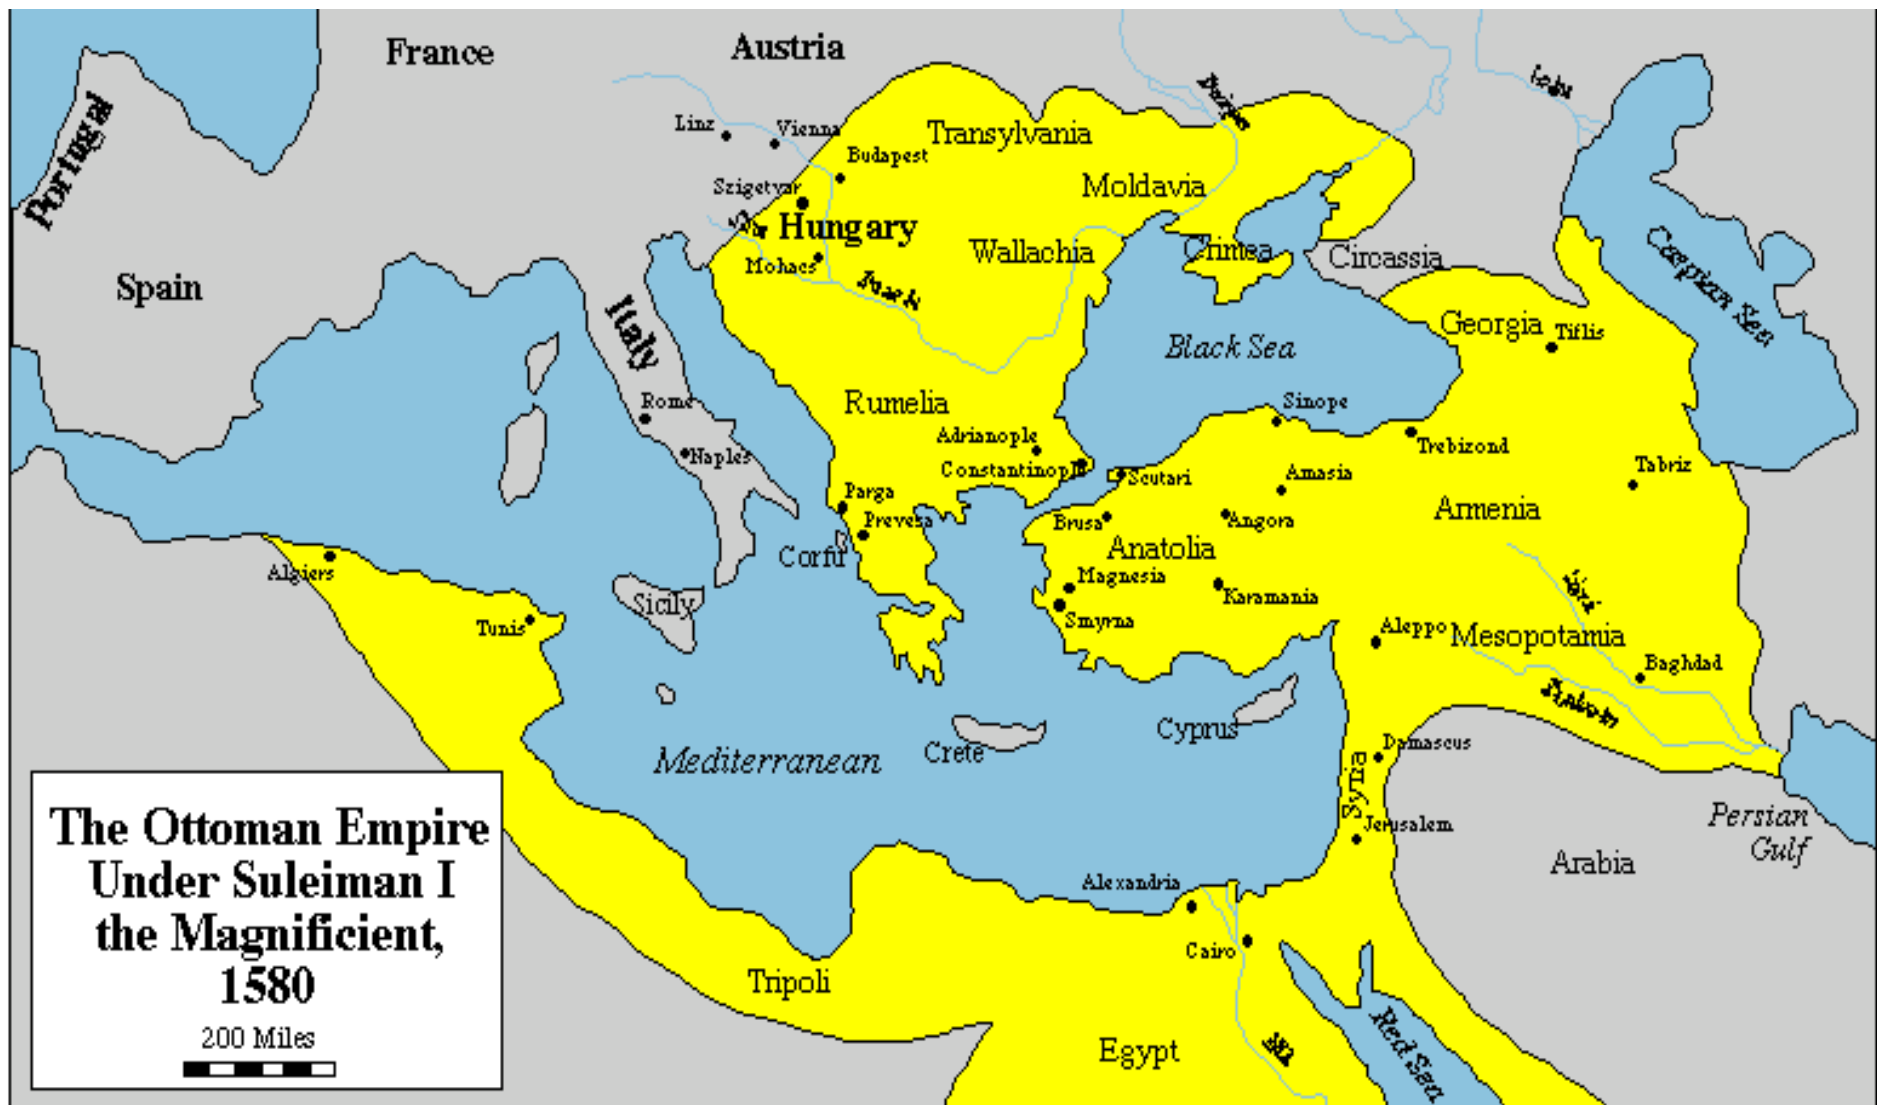 France
Austria
Portugal
Linz
Vienna
Transylvania
Budapest
Szigetvar
Moldavia
Hungary
Wallachia
Crimea
Circassia
Mohacs
Spain
Italy
Caspian Sea
Georgia
Tiflis
Black Sea
Rome
Rumelia
Sinope
Naples
Adrianople
Constantinople
Scutari
Trebizond
Amasia
Tabriz
Parga
Prevesa
Brusa
Angora
Armenia
Corfu
Anatolia
Algiers
Magnesia
Karamania
Sicily
Tunis
Smyrna
Aleppo
Mesopotamia
Baghdad
Cyprus
Crete
Mediterranean
Damascus
Syria
Jerusalem
Persian
Gulf
Arabia
The Ottoman Empire
Under Suleiman I
the Magnificient,
1580
200 Miles
Alexandria
Cairo
Tripoli
Egypt
Red Sea